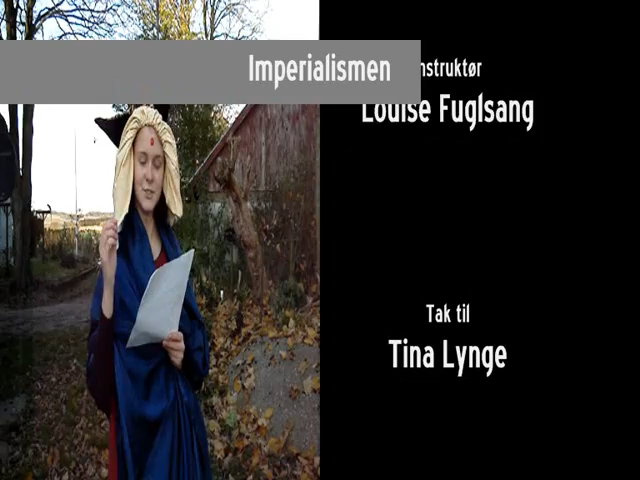 Imperialismen
nstruktør
Louise Fuglsang
Tak til
Tina Lynge